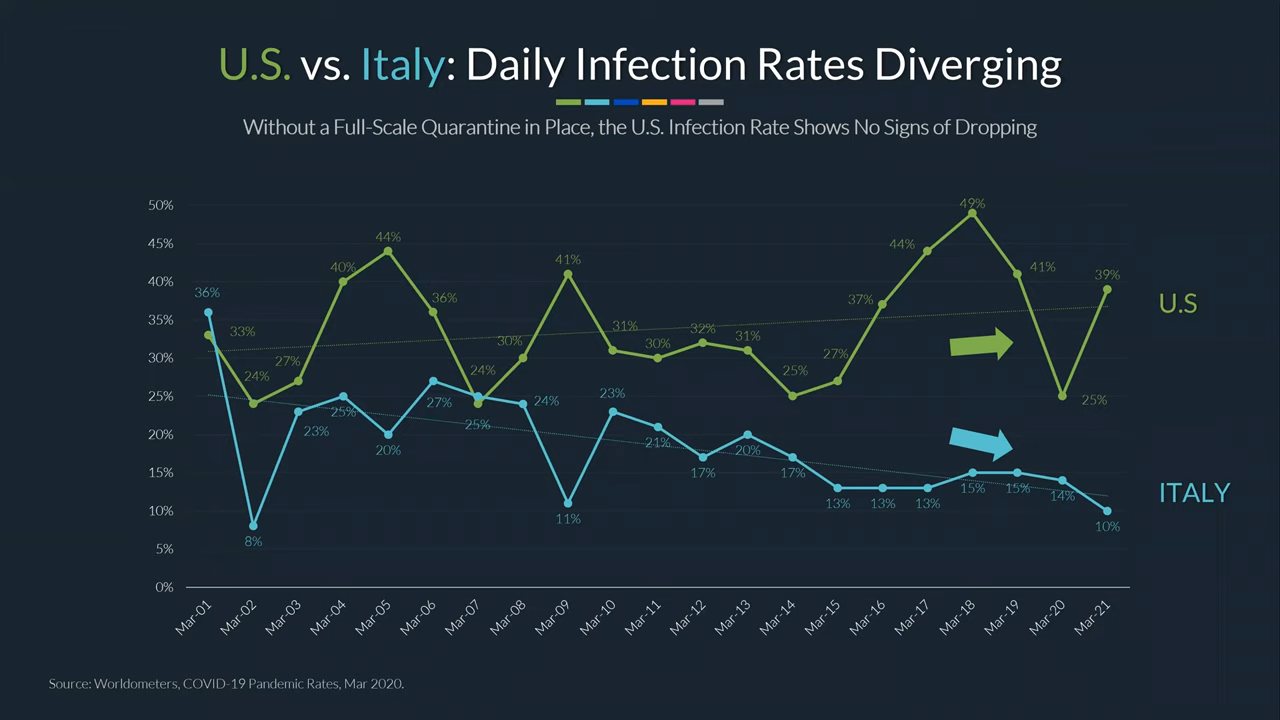 U.S. vs. Italy: Daily Infection Rates Diverging
Without a Full-Scale Quarantine in Place, the U.S. Infection Rate Shows No Signs of Dropping
50%
45%
40%
35%
30%
25%
20%
15%
10%
5%
0%
33%
24%
27%
40%
44%
36%
24%
30%
41%
31%
30%
32%
31%
25%
27%
37%
44%
49%
41%
25%
39%
U.S
36%
8%
23%
25%
20%
27%
25%
24%
11%
23%
21%
17%
20%
17%
13%
13%
13%
15%
15%
14%
10%
ITALY
Mar-01
Mar-02
Mar-03
Mar-04
Mar-05
Mar-06
Mar-07
Mar-08
Mar-09
Mar-10
Mar-11
Mar-12
Mar-13
Mar-14
Mar-15
Mar-16
Mar-17
Mar-18
Mar-19
Mar-20
Mar-21
Source: Worldometers, COVID-19 Pandemic Rates, Mar 2020.